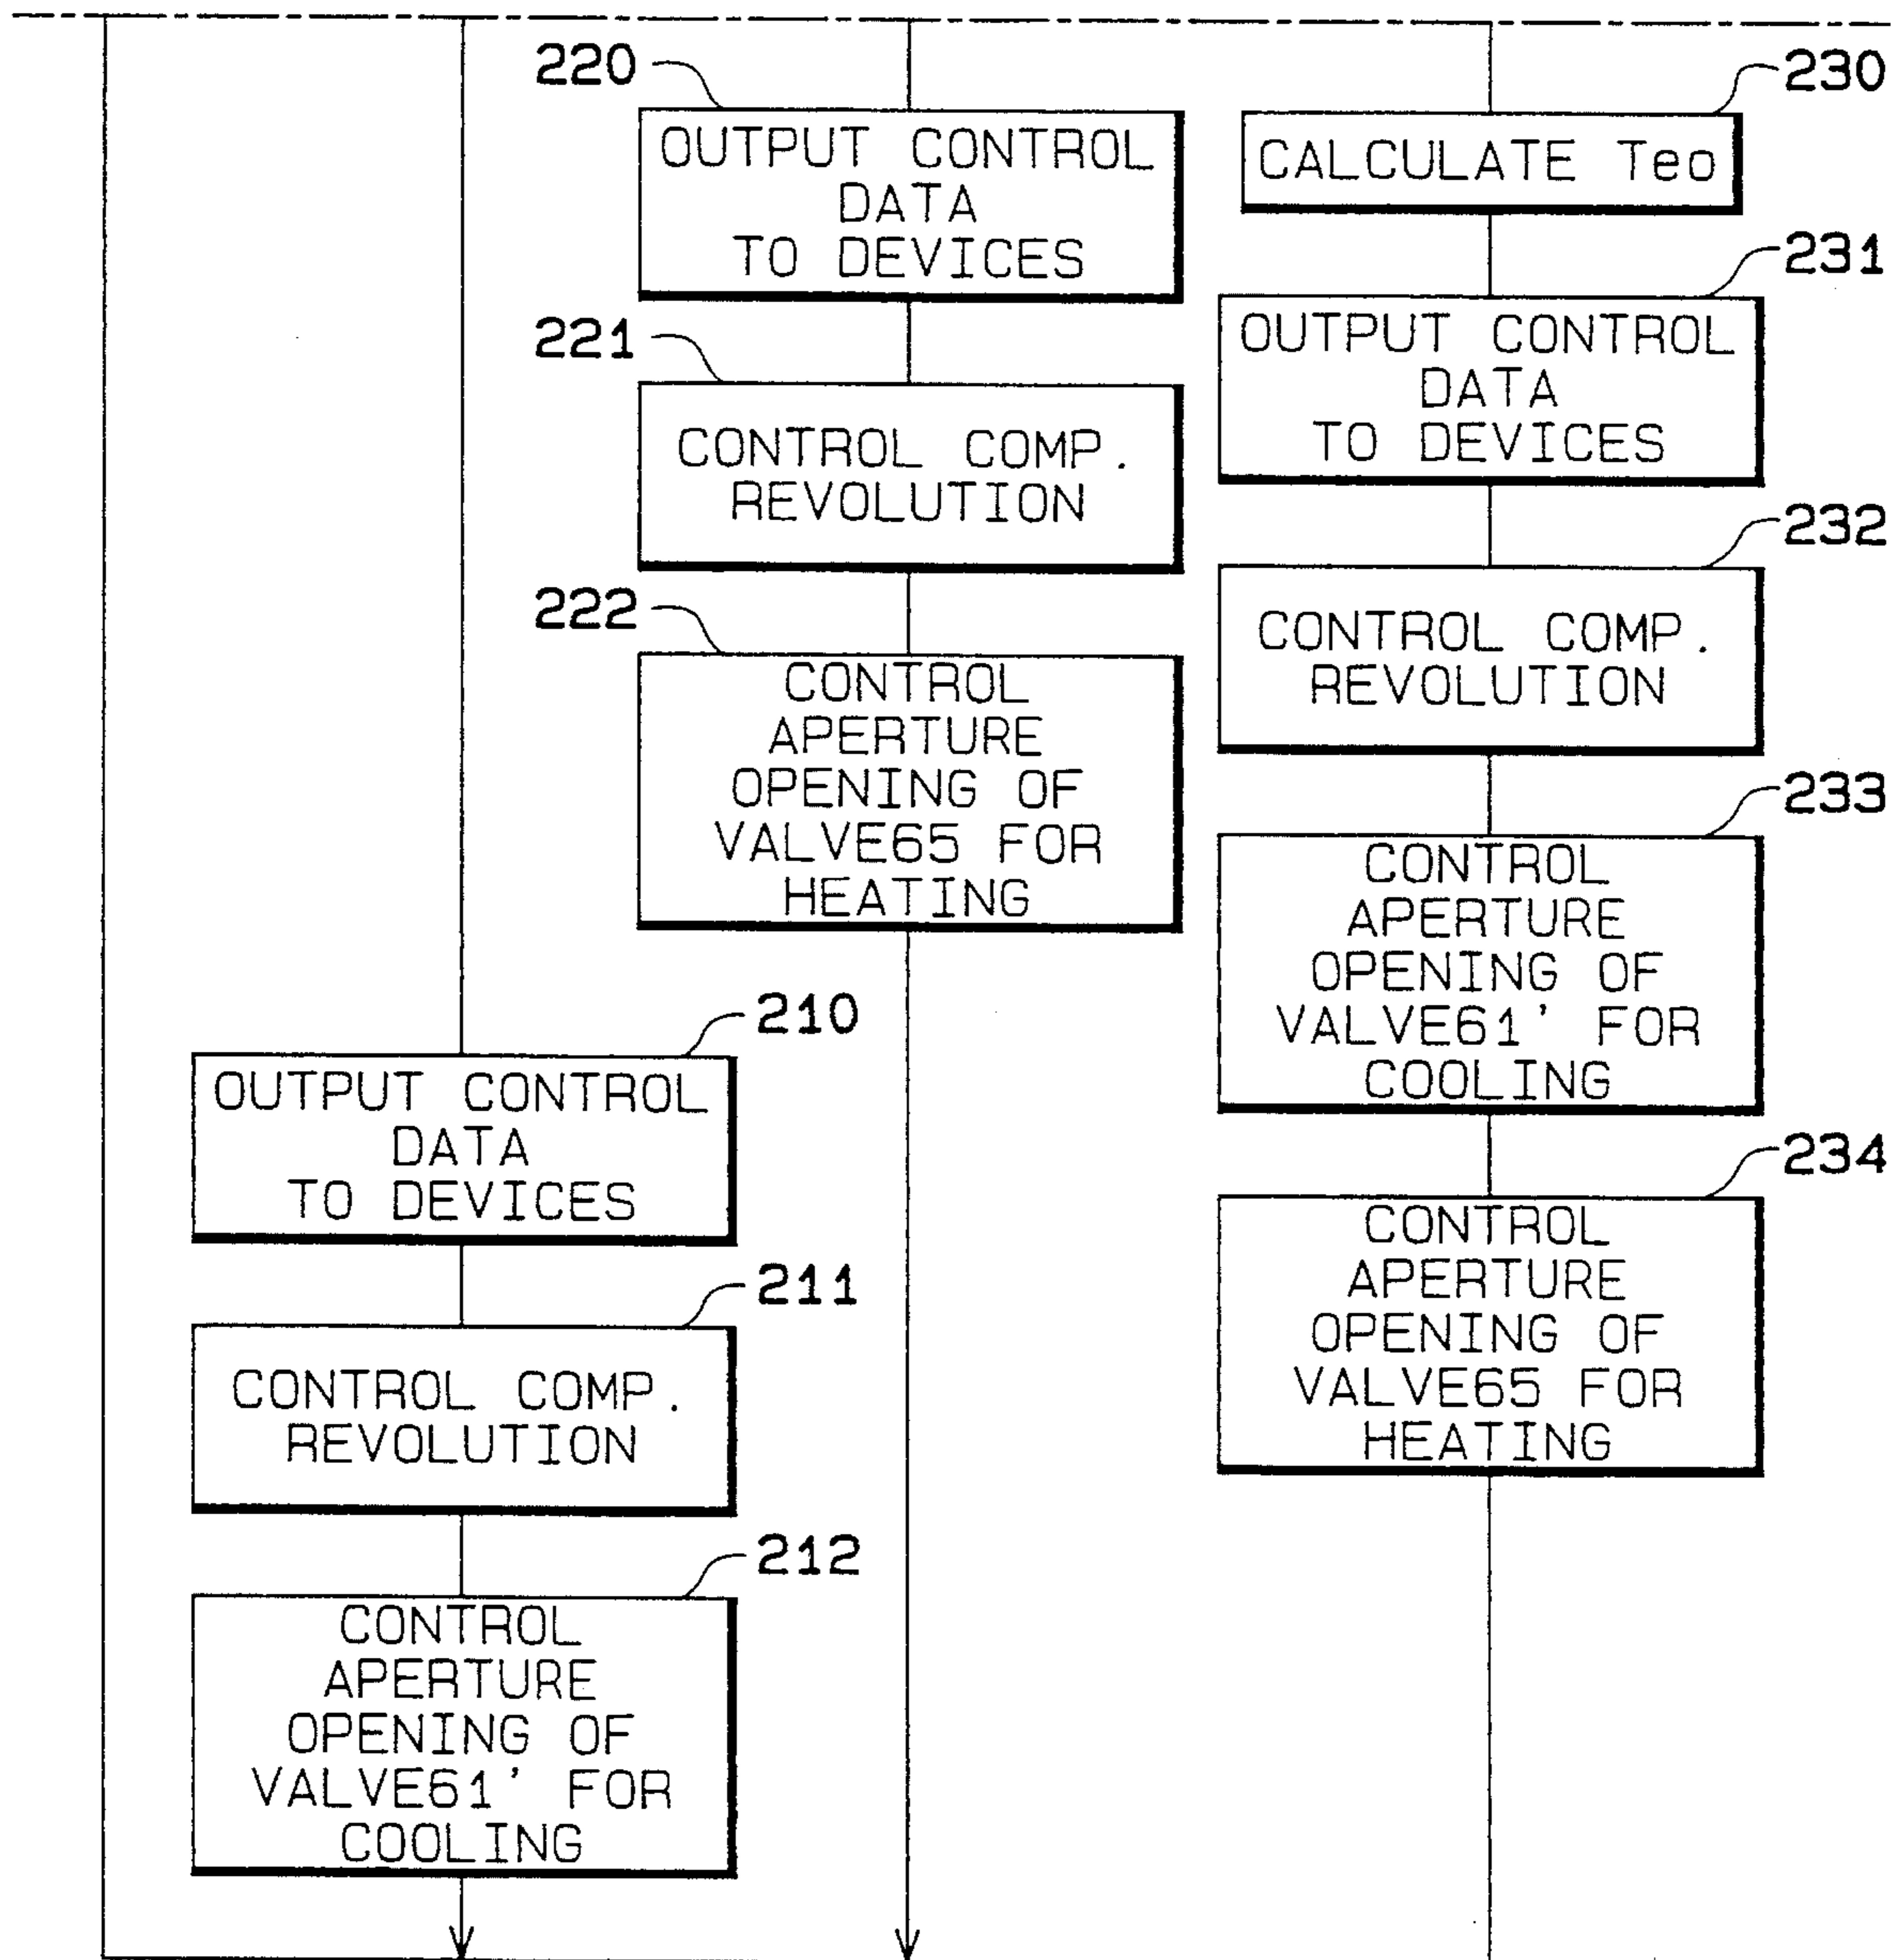 220
OUTPUT CONTROL
DATA
TO DEVICES
221
CONTROL COMP.
REVOLUTION
222
CONTROL
APERTURE
OPENING OF
VALVE65 FOR
HEATING
230
CALCULATE Teo
231
OUTPUT CONTROL
DATA
TO DEVICES
232
CONTROL COMP.
REVOLUTION
233
CONTROL
APERTURE
OPENING OF
VALVE61' FOR
COOLING
234
CONTROL
APERTURE
OPENING OF
VALVE65 FOR
HEATING
210
OUTPUT CONTROL
DATA
TO DEVICES
211
CONTROL COMP.
REVOLUTION
212
CONTROL
APERTURE
OPENING OF
VALVE61' FOR
COOLING